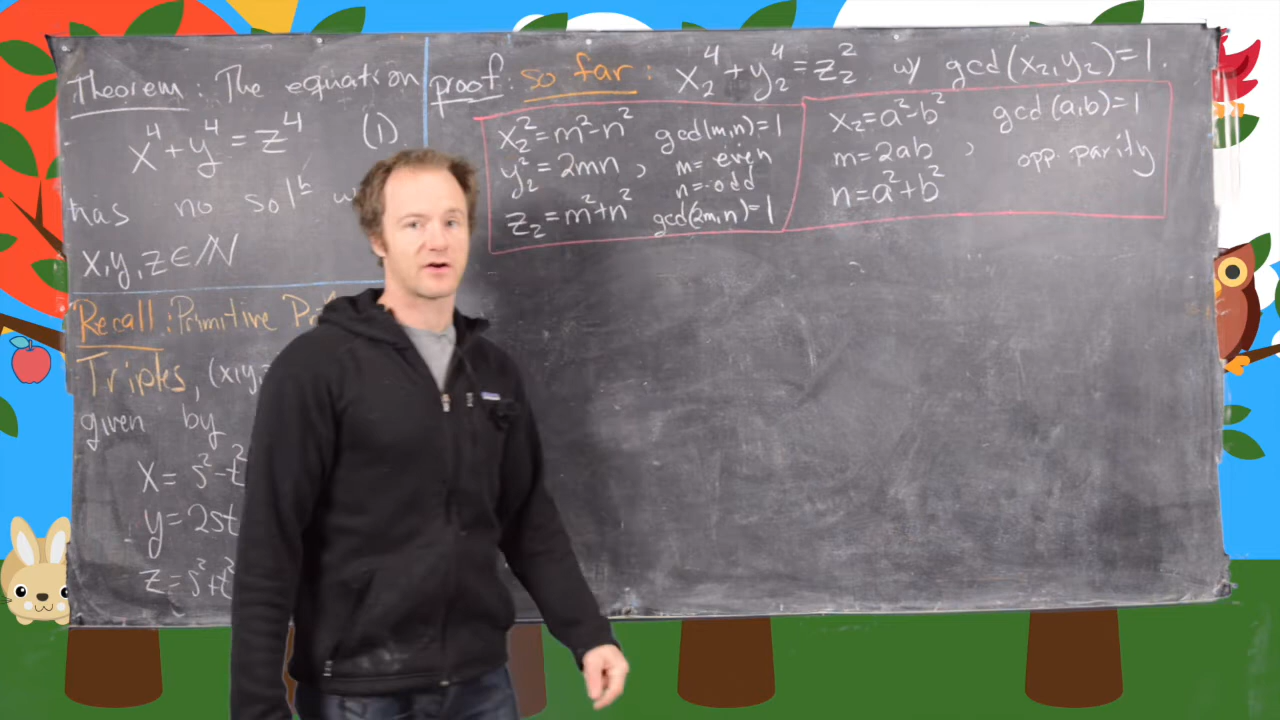 Theorem: The equation
x⁴+y⁴=z⁴ (1)
has no solⁿ w
x,y,z∈ℕ
Recall: Primitive
Triples, (x,y,
given by
x=s²-t²
y=2st
z=s²+t²
proof: so far: x₂⁴+y₂⁴=z₂² w/ gcd(x₂,y₂)=1.
x₂²=m²-n² gcd(m,n)=1
y₂²=2mn, m=even
n=odd
z₂=m²+n² gcd(2m,n)=1
x₂=a²-b² gcd(a,b)=1
m=2ab, opp. parity
n=a²+b²